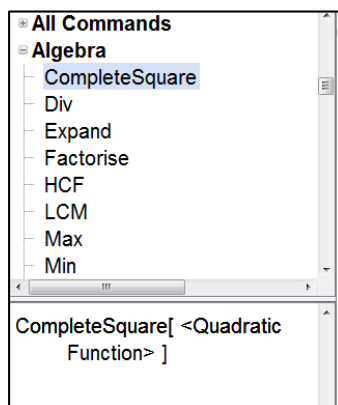 All Commands
Algebra
CompleteSquare
Div
Expand
Factorise
HCF
LCM
Max
Min
CompleteSquare[ <Quadratic
Function> ]